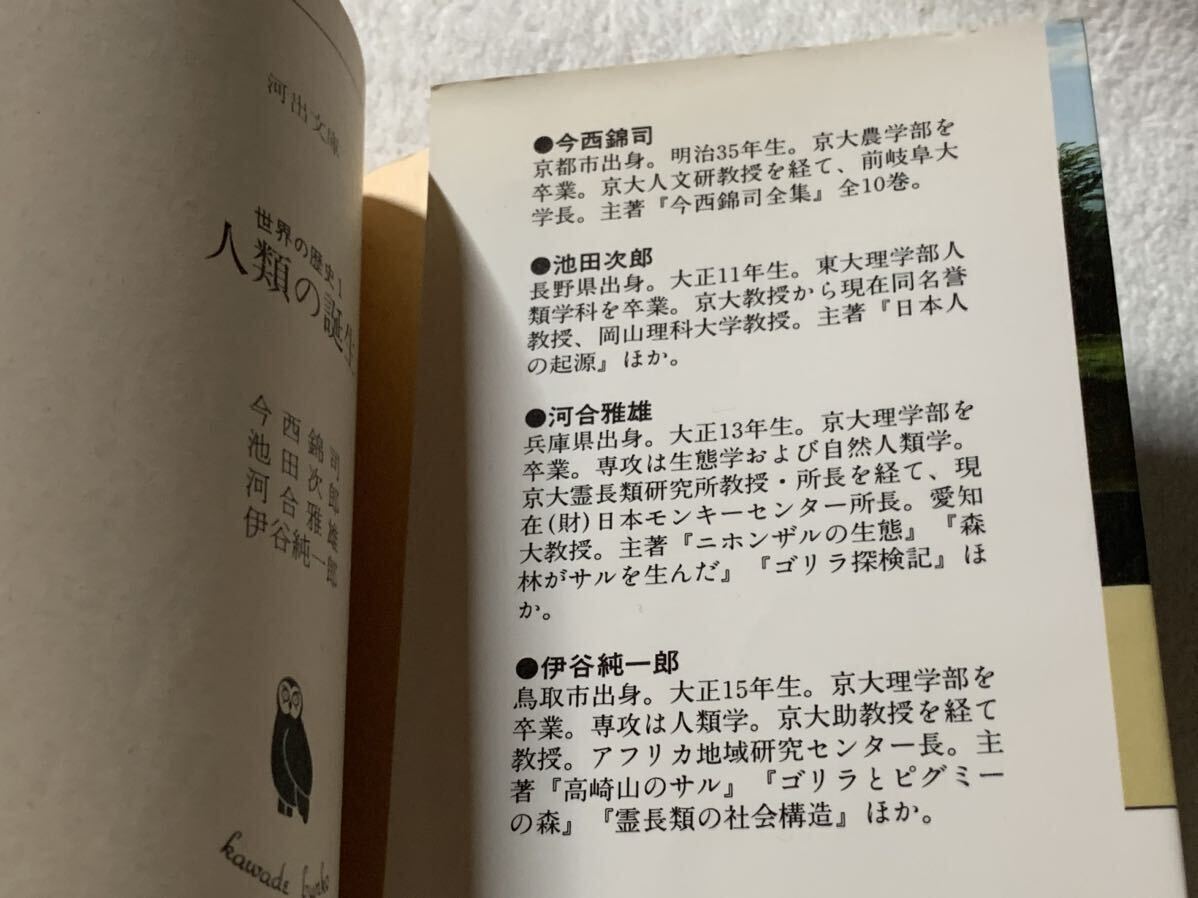 河出文庫
世界の歴史1
人類の誕生
今西錦司
池田次郎
河合雅雄
伊谷純一郎
kawade bunko
●今西錦司
京都市出身。明治35年生。京大農学部を
卒業。京大人文研教授を経て、前岐阜大
学長。主著『今西錦司全集』全10巻。
●池田次郎
長野県出身。大正11年生。東大理学部人
類学科を卒業。京大教授から現在同名誉
教授、岡山理科大学教授。主著『日本人
の起源』ほか。
●河合雅雄
兵庫県出身。大正13年生。京大理学部を
卒業。専攻は生態学および自然人類学。
京大霊長類研究所教授・所長を経て、現
在(財)日本モンキーセンター所長。愛知
大教授。主著『ニホンザルの生態』『森
林がサルを生んだ』『ゴリラ探検記』ほ
か。
●伊谷純一郎
鳥取市出身。大正15年生。京大理学部を
卒業。専攻は人類学。京大助教授を経て
教授。アフリカ地域研究センター長。主
著『高崎山のサル』『ゴリラとピグミー
の森』『霊長類の社会構造』ほか。